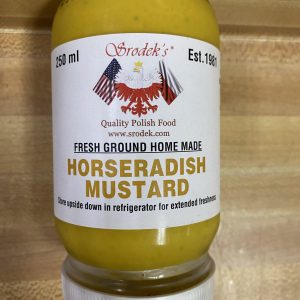 Srodek's®
250 ml
Est.1981
Quality Polish Food
www.srodek.com
FRESH GROUND HOME MADE
HORSERADISH
MUSTARD
Store upside down in refrigerator for extended freshness